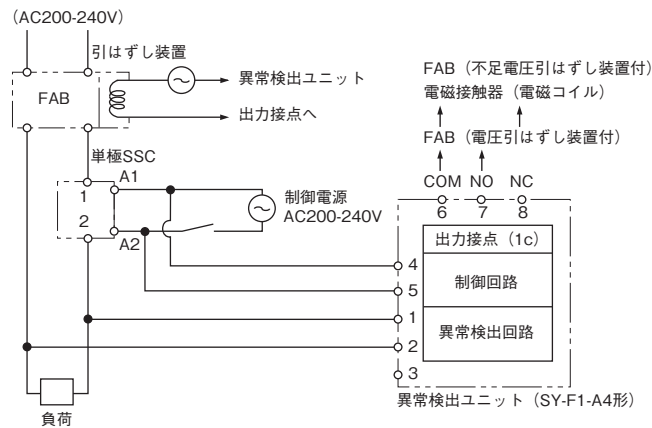 （AC200-240V）
引はずし装置
FAB
異常検出ユニット
出力接点へ
単極SSC
A1
1
2
A2
制御電源
AC200-240V
FAB（不足電圧引はずし装置付）
電磁接触器（電磁コイル）
FAB（電圧引はずし装置付）
COM NO NC
6 7 8
出力接点（1c）
4
制御回路
5
1
異常検出回路
2
3
異常検出ユニット（SY-F1-A4形）
負荷